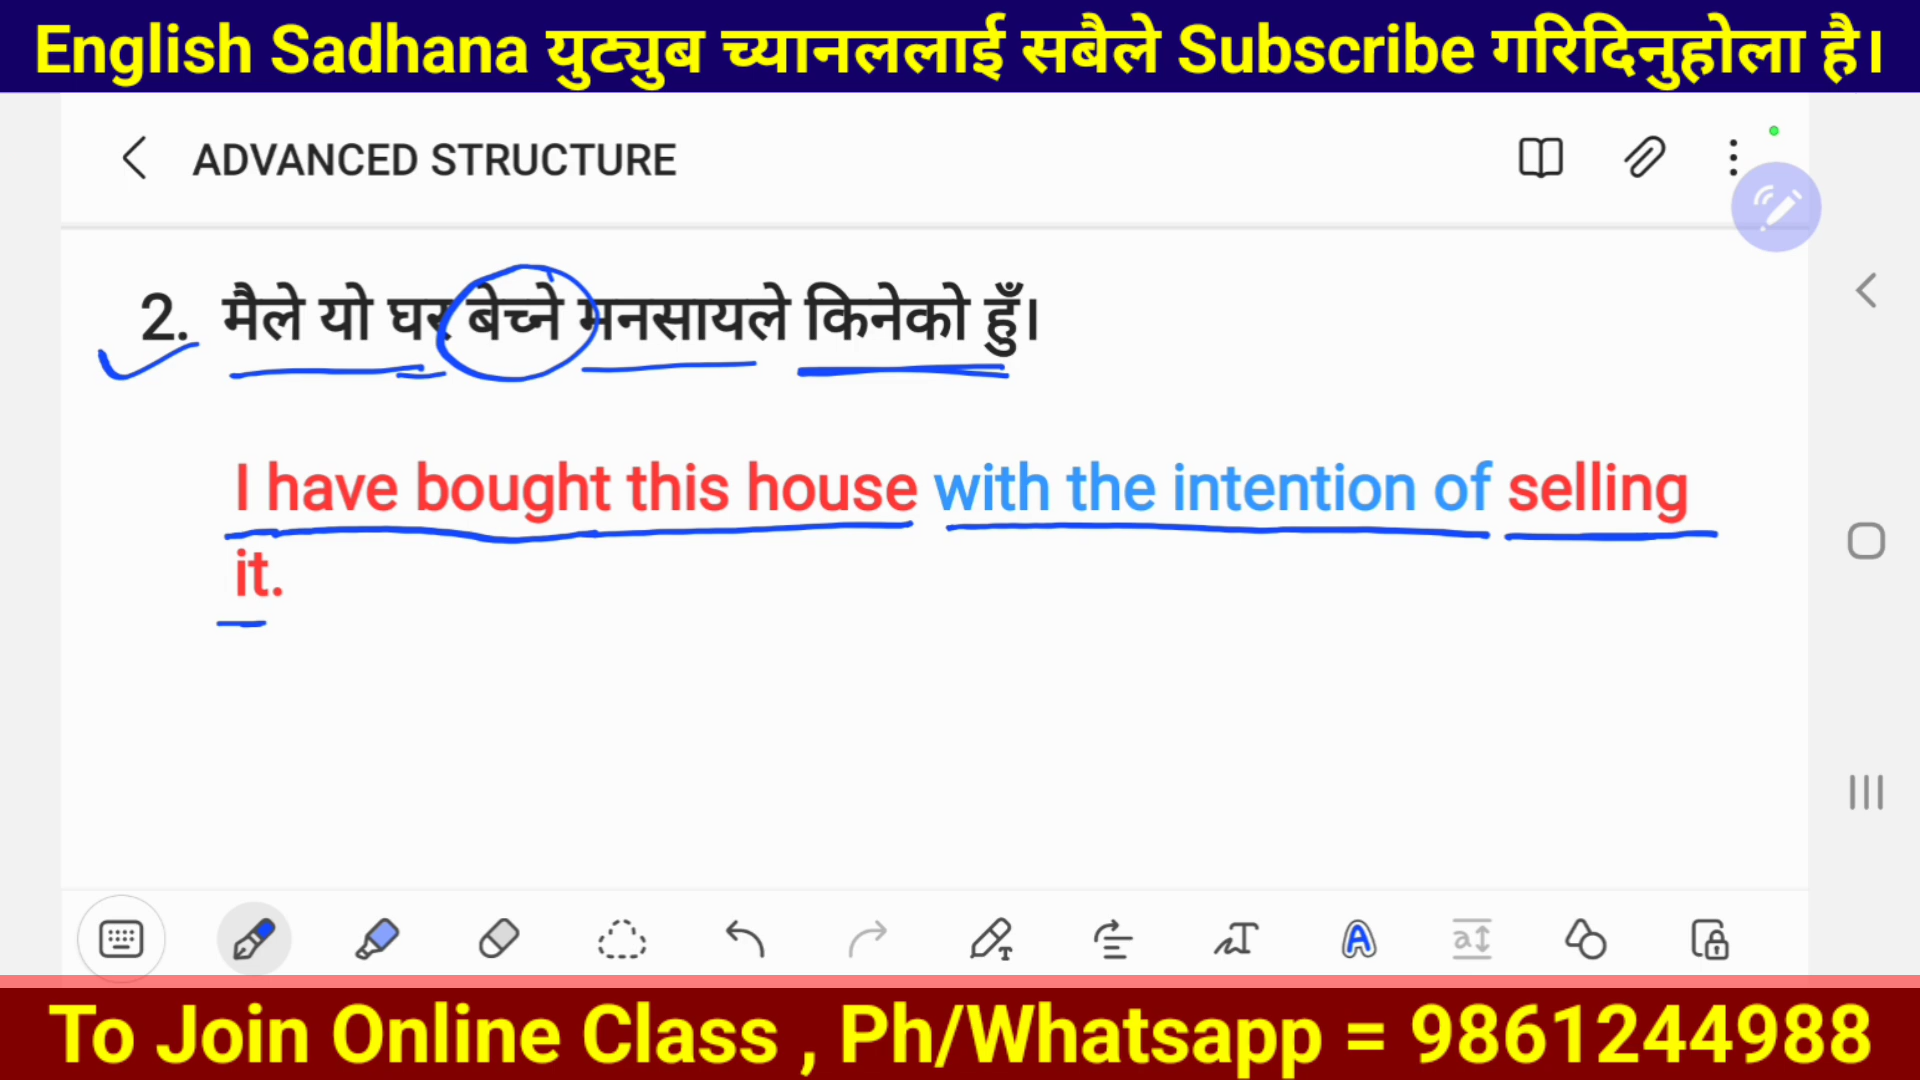 English Sadhana युट्युब च्यानललाई सबैले Subscribe गरिदिनुहोला है।
ADVANCED STRUCTURE
2. मैले यो घर बेच्ने मनसायले किनेको हुँ।
I have bought this house with the intention of selling
it.
To Join Online Class , Ph/Whatsapp = 9861244988